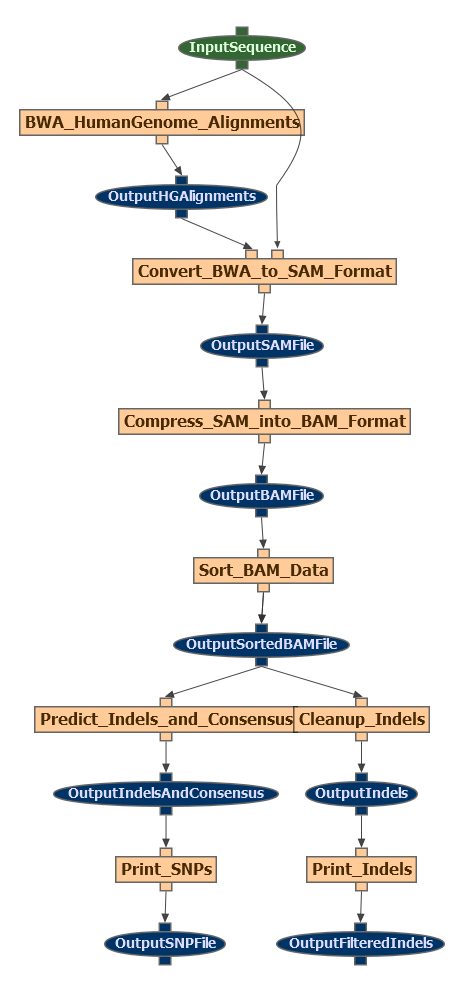 InputSequence
BWA_HumanGenome_Alignments
OutputHGAlignments
Convert_BWA_to_SAM_Format
OutputSAMFile
Compress_SAM_into_BAM_Format
OutputBAMFile
Sort_BAM_Data
OutputSortedBAMFile
Predict_Indels_and_Consensus
Cleanup_Indels
OutputIndelsAndConsensus
OutputIndels
Print_SNPs
Print_Indels
OutputSNPFile
OutputFilteredIndels